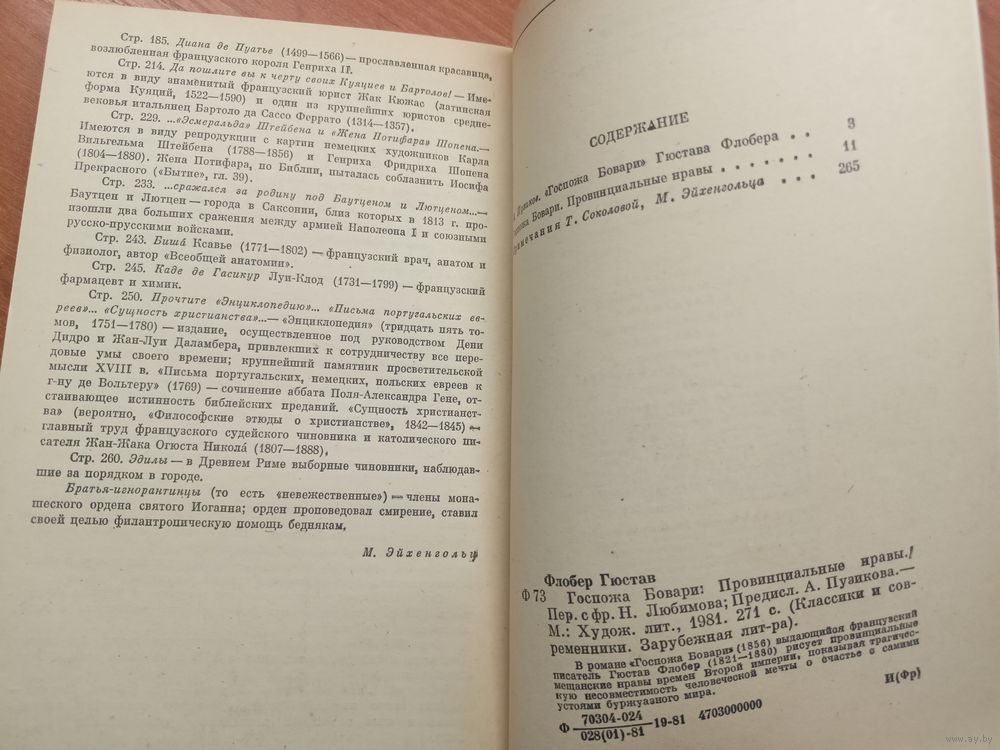 Стр. 185. Диана де Пуатье (1499—1566) — прославленная красавица,
возлюбленная французского короля Генриха II.
Стр. 214. Да пошлите вы к черту своих Куяциев и Бартолов! — Име-
ются в виду знаменитый французский юрист Жак Кюжас (латинская
форма Куяций, 1522—1590) и один из крупнейших юристов средне-
вековья итальянец Бартоло да Сассо Феррато (1314—1357).
Стр. 229. ...«Эсмеральда» Штейбена и «Жена Потифара» Шопена.—
Имеются в виду репродукции с картин немецких художников Карла
Вильгельма Штейбена (1788—1856) и Генриха Фридриха Шопена
(1804—1880). Жена Потифара, по Библии, пыталась соблазнить Иосифа
Прекрасного («Бытие», гл. 39).
Стр. 233. ...сражался за родину под Баутценом и Лютценом...—
Баутцен и Лютцен — города в Саксонии, близ которых в 1813 г. про-
изошли два больших сражения между армией Наполеона I и союзными
русско-прусскими войсками.
Стр. 243. Биша́ Ксавье (1771—1802) — французский врач, анатом и
физиолог, автор «Всеобщей анатомии».
Стр. 245. Каде де Гасикур Луи-Клод (1731—1799) — французский
фармацевт и химик.
Стр. 250. Прочтите «Энциклопедию»... «Письма португальских ев-
реев»... «Сущность христианства»...— «Энциклопедия» (тридцать пять то-
мов, 1751—1780) — издание, осуществленное под руководством Дени
Дидро и Жан-Луи Даламбера, привлекших к сотрудничеству все пере-
довые умы своего времени; крупнейший памятник просветительской
мысли XVIII в. «Письма португальских, немецких, польских евреев к
г-ну де Вольтеру» (1769) — сочинение аббата Поля-Александра Гене, от-
стаивающее истинность библейских преданий. «Сущность христианст-
ва» (вероятно, «Философские этюды о христианстве», 1842—1845) —
главный труд французского судейского чиновника и католического пи-
сателя Жан-Жака Огюста Никола́ (1807—1888).
Стр. 260. Эдилы — в Древнем Риме выборные чиновники, наблюдав-
шие за порядком в городе.
Братья-игнорантинцы (то есть «невежественные») — члены мона-
шеского ордена святого Иоганна; орден проповедовал смирение, ставил
своей целью филантропическую помощь беднякам.
М. Эйхенгольц
СОДЕРЖАНИЕ
«Госпожа Бовари» Гюстава Флобера . . 3
Бовари. Провинциальные нравы . . . . . . . 11
Т. Соколовой, М. Эйхенгольца . . . 265
Флобер Гюстав
Ф 73 Госпожа Бовари: Провинциальные нравы./
Пер. с фр. Н. Любимова; Предисл. А. Пузикова.—
М.: Худож. лит., 1981. 271 с. (Классики и сов-
ременники. Зарубежная лит-ра).
В романе «Госпожа Бовари» (1856) выдающийся французский
писатель Гюстав Флобер (1821—1880) рисует провинциальные
мещанские нравы времен Второй империи, показывая трагичес-
кую несовместимость человеческой мечты о счастье с самими
устоями буржуазного мира.
Ф 70304-024
028(01)-81 19-81 4703000000
И(Фр)
www.ay.by